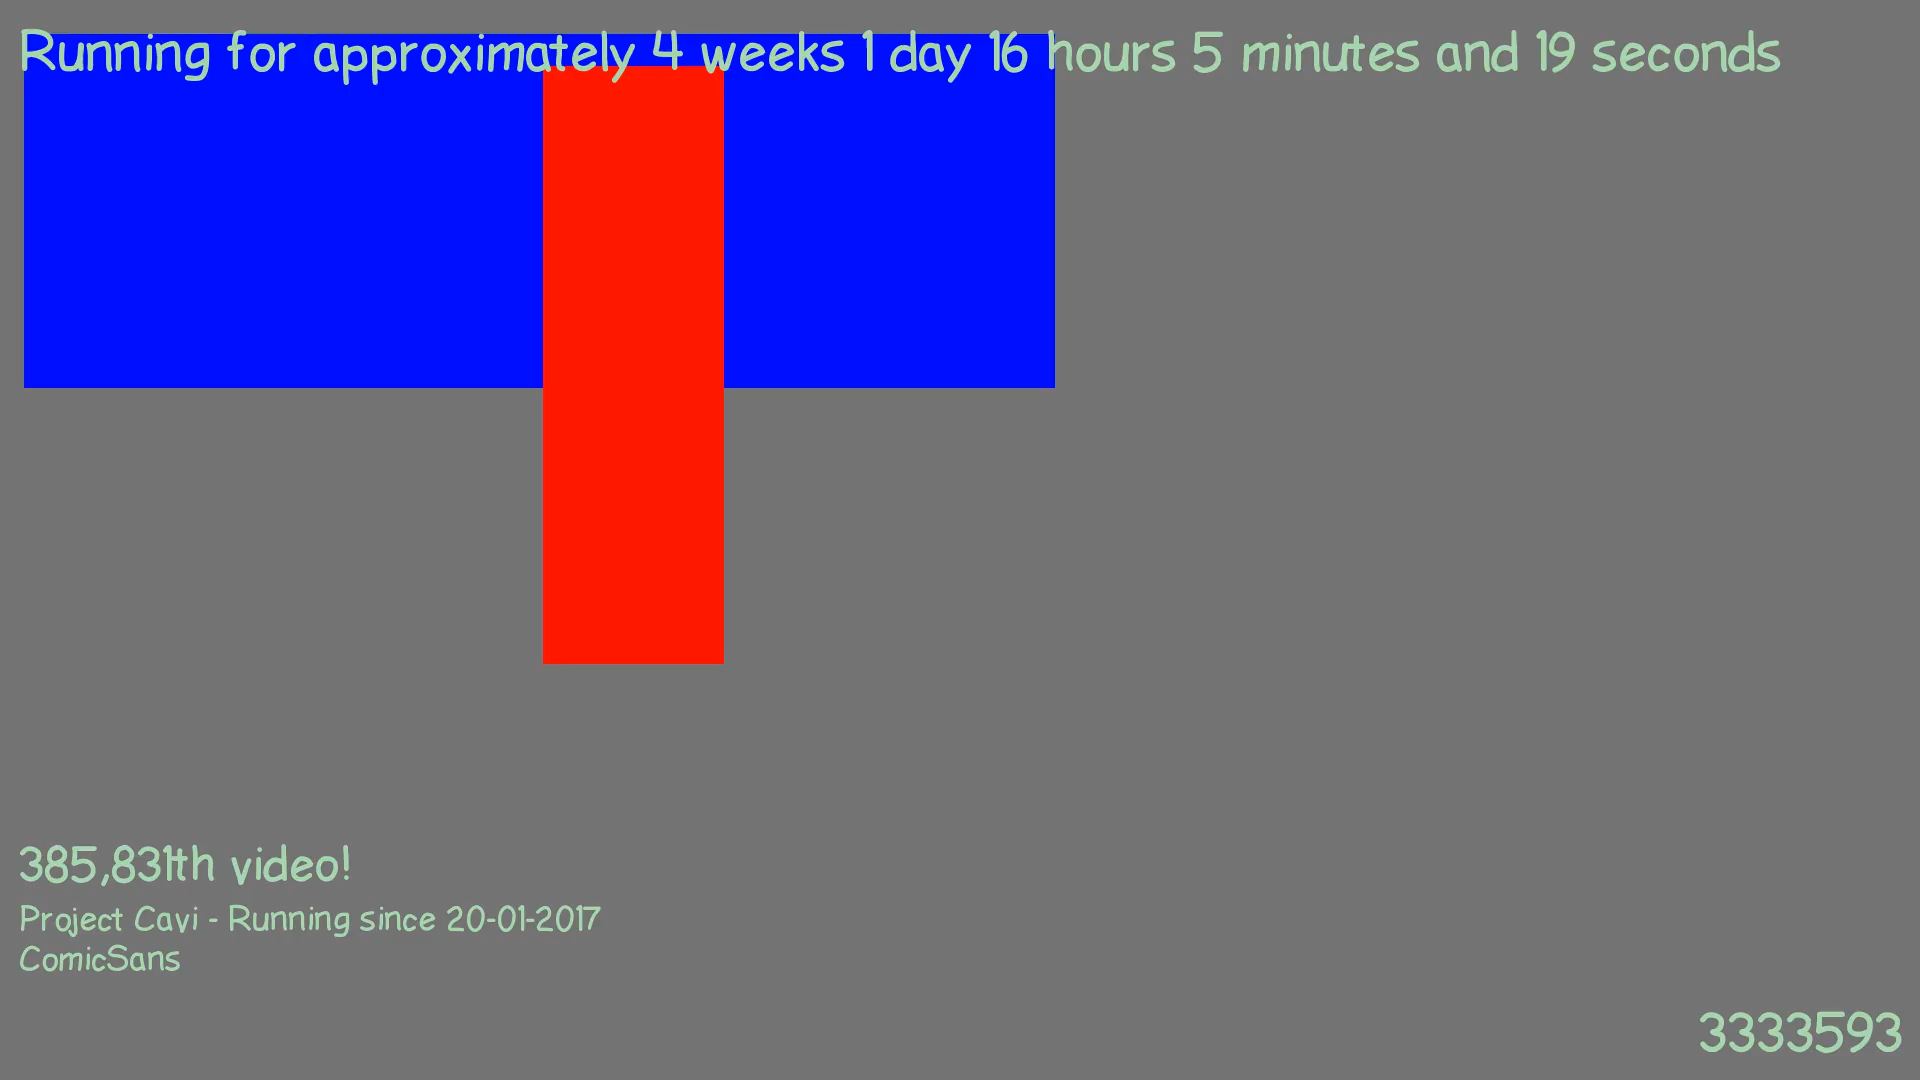 Running for approximately 4 weeks 1 day 16 hours 5 minutes and 19 seconds
385,831th video!
Project Cavi - Running since 20-01-2017
ComicSans
3333593